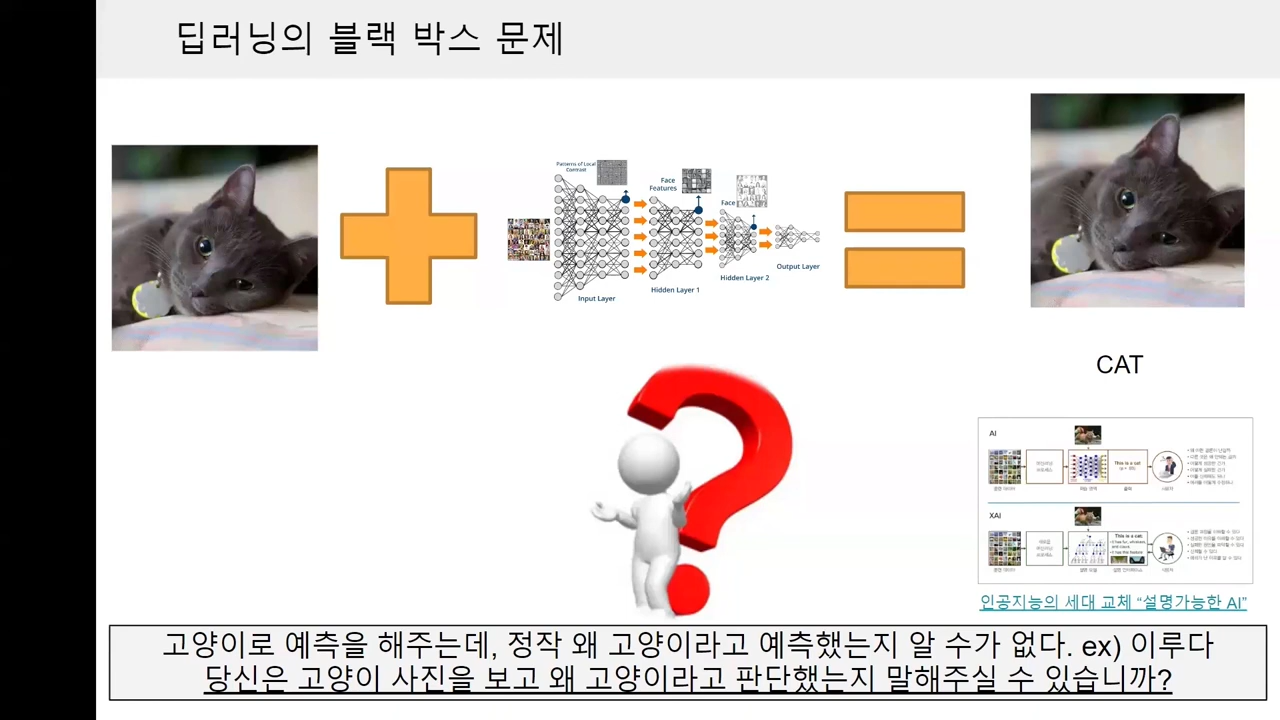 딥러닝의 블랙 박스 문제
Patterns of Local
Contrast
Face
Features
Face
Input Layer
Hidden Layer 1
Hidden Layer 2
Output Layer
CAT
AI
This is a cat
XAI
This is a cat:
인공지능의 세대 교체 “설명가능한 AI”
고양이로 예측을 해주는데, 정작 왜 고양이라고 예측했는지 알 수가 없다. ex) 이루다
당신은 고양이 사진을 보고 왜 고양이라고 판단했는지 말해주실 수 있습니까?